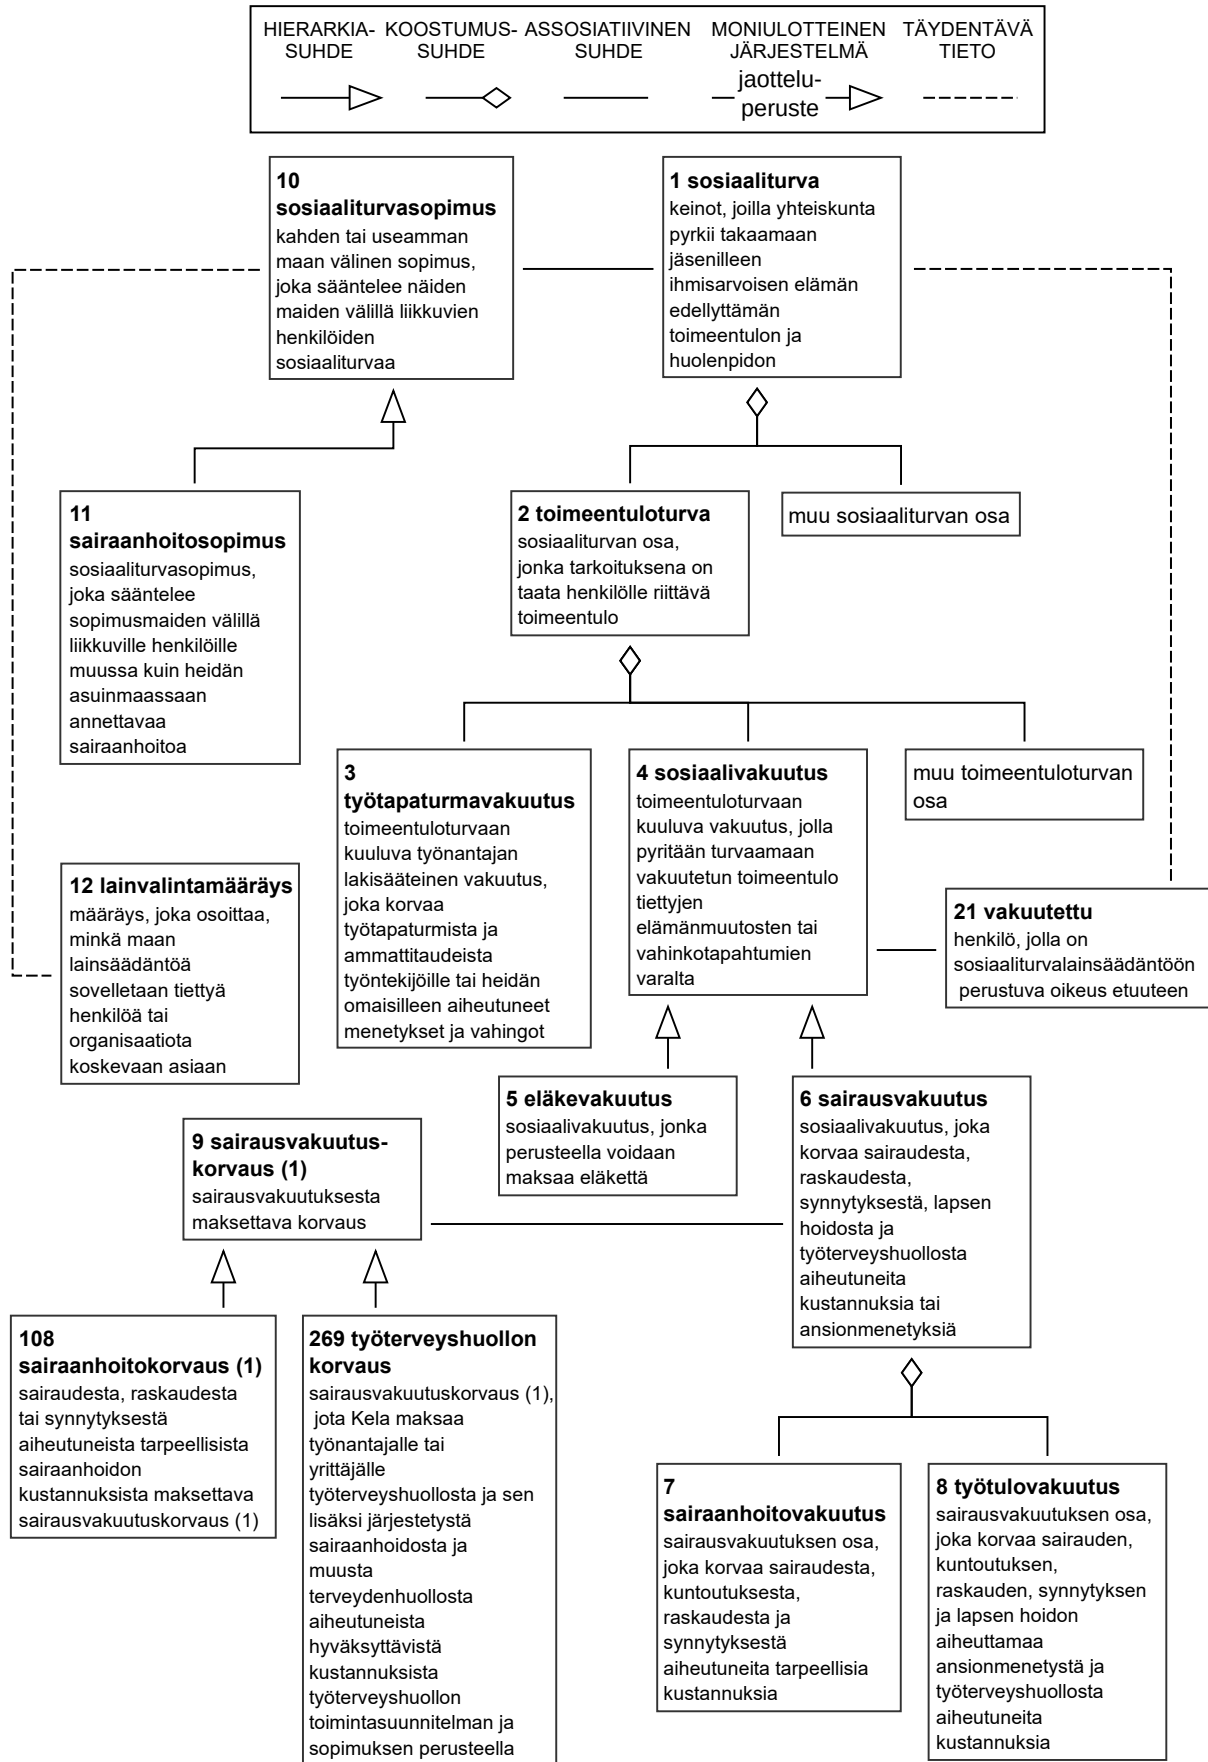 HIERARKIA-
SUHDE
KOOSTUMUS-
SUHDE
ASSOSIATIIVINEN
SUHDE
MONIULOTTEINEN
JÄRJESTELMÄ
jaottelu-
peruste
TÄYDENTÄVÄ
TIETO
10
sosiaaliturvasopimus
kahden tai useamman
maan välinen sopimus,
joka sääntelee näiden
maiden välillä liikkuvien
henkilöiden
sosiaaliturvaa
1 sosiaaliturva
keinot, joilla yhteiskunta
pyrkii takaamaan
jäsenilleen
ihmisarvoisen elämän
edellyttämän
toimeentulon ja
huolenpidon
11
sairaanhoitosopimus
sosiaaliturvasopimus,
joka sääntelee
sopimusmaiden välillä
liikkuville henkilöille
muussa kuin heidän
asuinmaassaan
annettavaa
sairaanhoitoa
2 toimeentuloturva
sosiaaliturvan osa,
jonka tarkoituksena on
taata henkilölle riittävä
toimeentulo
muu sosiaaliturvan osa
3
työtapaturmavakuutus
toimeentuloturvaan
kuuluva työnantajan
lakisääteinen vakuutus,
joka korvaa
työtapaturmista ja
ammattitaudeista
työntekijöille tai heidän
omaisilleen aiheutuneet
menetykset ja vahingot
4 sosiaalivakuutus
toimeentuloturvaan
kuuluva vakuutus, jolla
pyritään turvaamaan
vakuutetun toimeentulo
tiettyjen
elämänmuutosten tai
vahinkotapahtumien
varalta
muu toimeentuloturvan
osa
12 lainvalintamääräys
määräys, joka osoittaa,
minkä maan
lainsäädäntöä
sovelletaan tiettyä
henkilöä tai
organisaatiota
koskevaan asiaan
21 vakuutettu
henkilö, jolla on
sosiaaliturvalainsäädäntöön
perustuva oikeus etuuteen
5 eläkevakuutus
sosiaalivakuutus, jonka
perusteella voidaan
maksaa eläkettä
6 sairausvakuutus
sosiaalivakuutus, joka
korvaa sairaudesta,
raskaudesta,
synnytyksestä, lapsen
hoidosta ja
työterveyshuollosta
aiheutuneita
kustannuksia tai
ansionmenetyksiä
9 sairausvakuutus-
korvaus (1)
sairausvakuutuksesta
maksettava korvaus
108
sairaanhoitokorvaus (1)
sairaudesta, raskaudesta
tai synnytyksestä
aiheutuneista tarpeellisista
sairaanhoidon
kustannuksista maksettava
sairausvakuutuskorvaus (1)
269 työterveyshuollon
korvaus
sairausvakuutuskorvaus (1),
jota Kela maksaa
työnantajalle tai
yrittäjälle
työterveyshuollosta ja sen
lisäksi järjestetystä
sairaanhoidosta ja
muusta
terveydenhuollosta
aiheutuneista
hyväksyttävistä
kustannuksista
työterveyshuollon
toimintasuunnitelman ja
sopimuksen perusteella
7
sairaanhoitovakuutus
sairausvakuutuksen osa,
joka korvaa sairaudesta,
kuntoutuksesta,
raskaudesta ja
synnytyksestä
aiheutuneita tarpeellisia
kustannuksia
8 työtulovakuutus
sairausvakuutuksen osa,
joka korvaa sairauden,
kuntoutuksen,
raskauden, synnytyksen
ja lapsen hoidon
aiheuttamaa
ansionmenetystä ja
työterveyshuollosta
aiheutuneita
kustannuksia